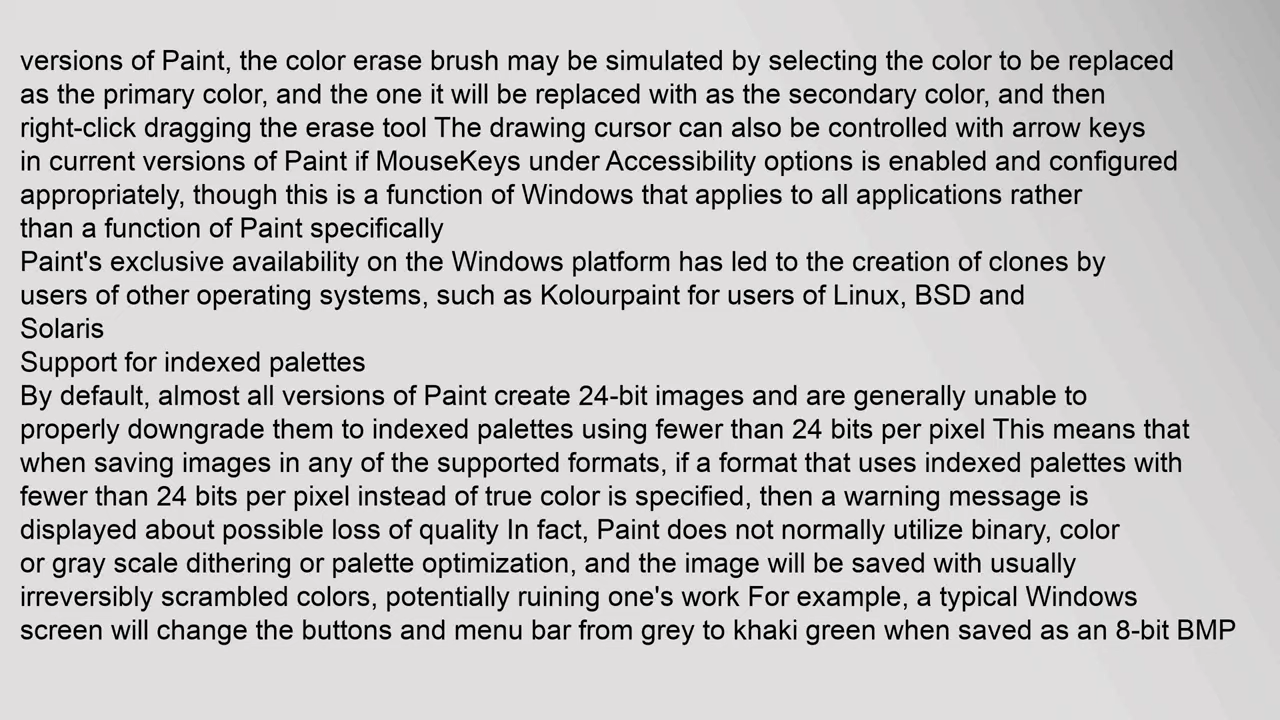 versions of Paint, the color erase brush may be simulated by selecting the color to be replaced
as the primary color, and the one it will be replaced with as the secondary color, and then
right-click dragging the erase tool The drawing cursor can also be controlled with arrow keys
in current versions of Paint if MouseKeys under Accessibility options is enabled and configured
appropriately, though this is a function of Windows that applies to all applications rather
than a function of Paint specifically
Paint's exclusive availability on the Windows platform has led to the creation of clones by
users of other operating systems, such as Kolourpaint for users of Linux, BSD and
Solaris
Support for indexed palettes
By default, almost all versions of Paint create 24-bit images and are generally unable to
properly downgrade them to indexed palettes using fewer than 24 bits per pixel This means that
when saving images in any of the supported formats, if a format that uses indexed palettes with
fewer than 24 bits per pixel instead of true color is specified, then a warning message is
displayed about possible loss of quality In fact, Paint does not normally utilize binary, color
or gray scale dithering or palette optimization, and the image will be saved with usually
irreversibly scrambled colors, potentially ruining one's work For example, a typical Windows
screen will change the buttons and menu bar from grey to khaki green when saved as an 8-bit BMP